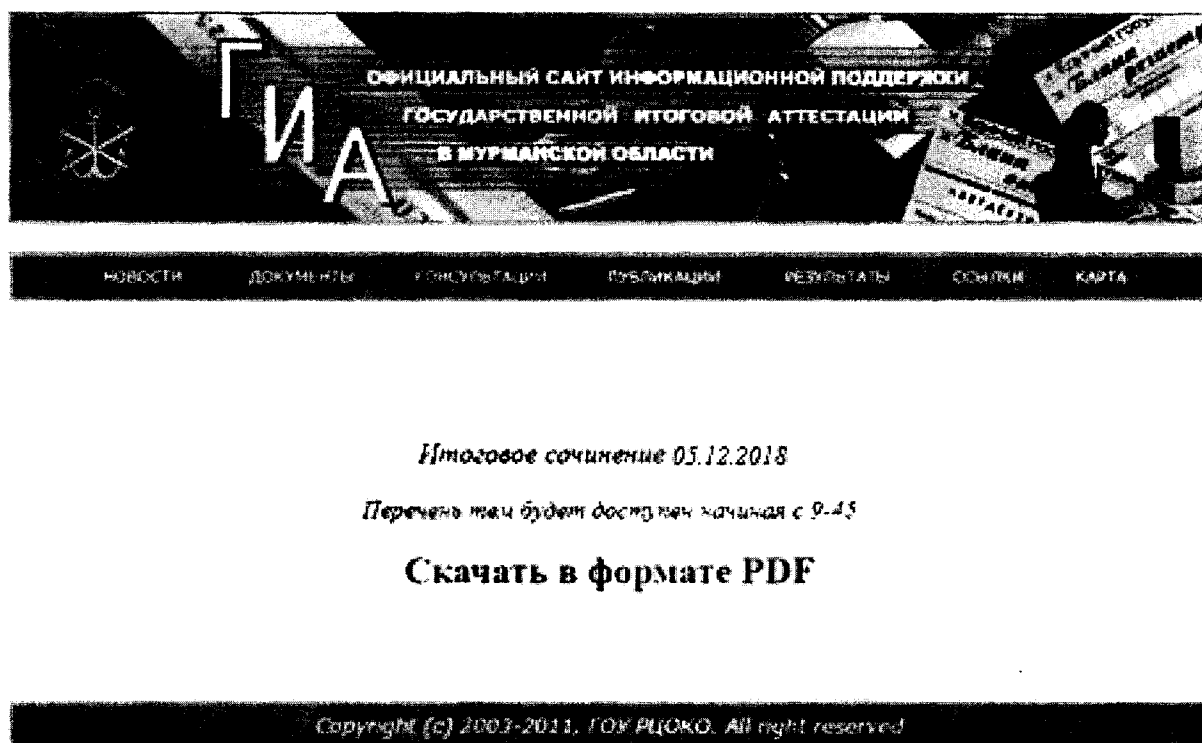 ГИА
ОФИЦИАЛЬНЫЙ САЙТ ИНФОРМАЦИОННОЙ ПОДДЕРЖКИ
ГОСУДАРСТВЕННОЙ ИТОГОВОЙ АТТЕСТАЦИИ
В МУРМАНСКОЙ ОБЛАСТИ
НОВОСТИ ДОКУМЕНТЫ КОНСУЛЬТАЦИИ ПУБЛИКАЦИИ РЕЗУЛЬТАТЫ ССЫЛКИ КАРТА
Итоговое сочинение 05.12.2018
Перечень тем будет доступен начиная с 9-45
Скачать в формате PDF
Copyright (c) 2003-2011, ГОУ РЦОКО. All right reserved